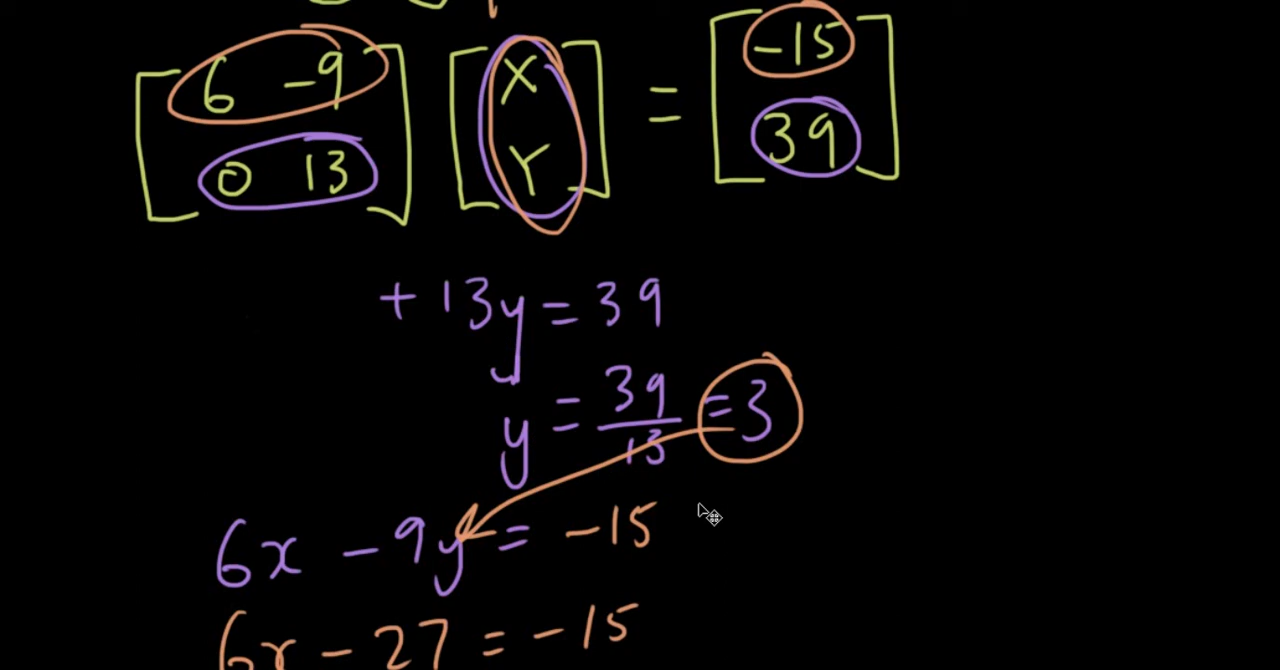 6 -9 X = -15
0 13 Y 39
+ 13y = 39
y = 39/13 = 3
6x - 9y = -15
6x - 27 = -15